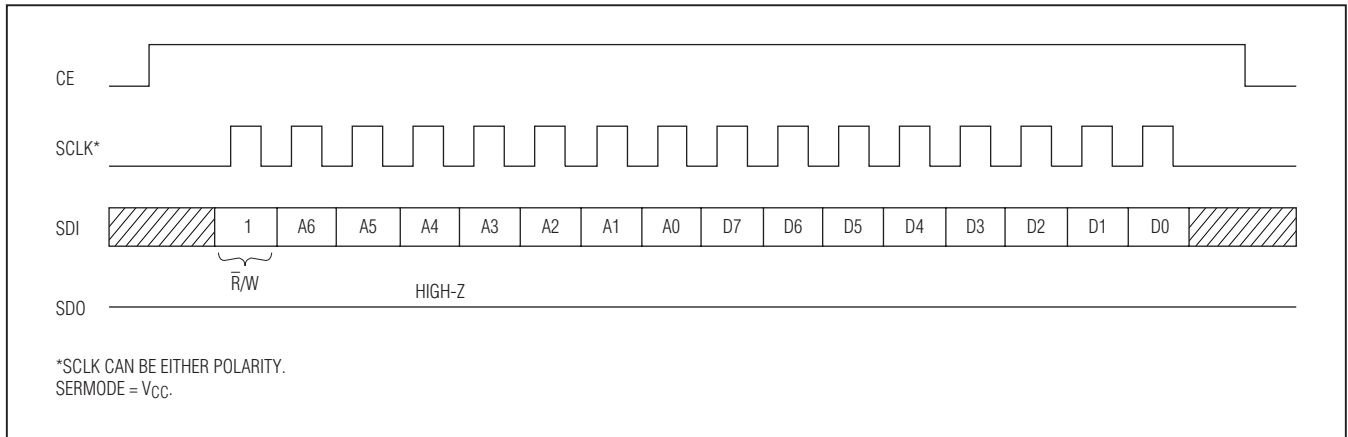 CE
SCLK*
SDI 1 A6 A5 A4 A3 A2 A1 A0 D7 D6 D5 D4 D3 D2 D1 D0
R̅/W
HIGH-Z
SDO
*SCLK CAN BE EITHER POLARITY.
SERMODE = VCC.